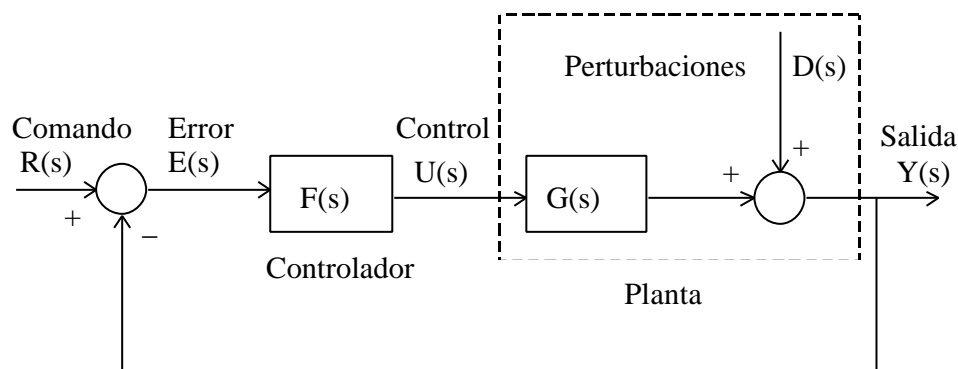 Perturbaciones
D(s)
Comando
R(s)
Error
E(s)
Control
U(s)
Salida
Y(s)
+
−
F(s)
G(s)
+
+
Controlador
Planta